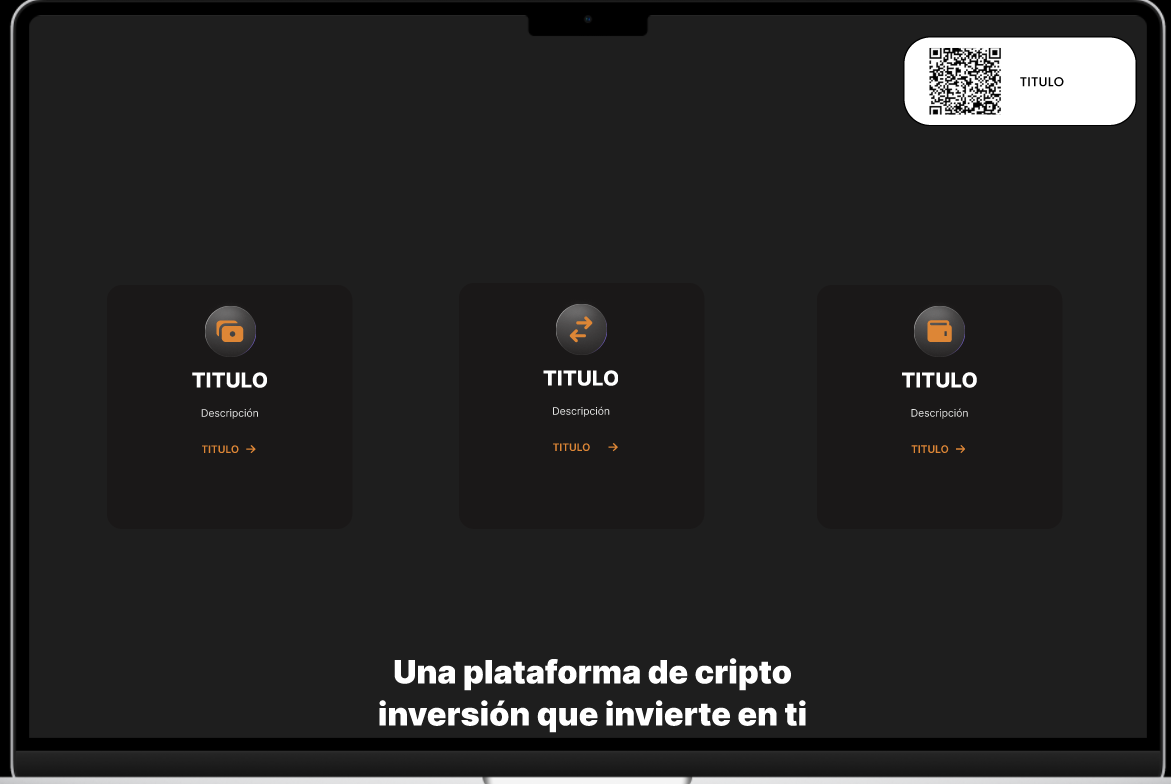 TITULO
TITULO
Descripción
TITULO
TITULO
Descripción
TITULO
TITULO
Descripción
TITULO
Una plataforma de cripto
inversión que invierte en ti